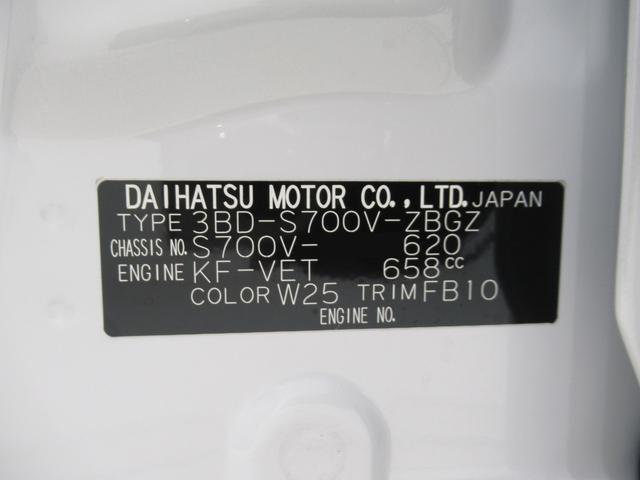 DAIHATSU MOTOR CO.,LTD. JAPAN
TYPE 3BD-S700V-ZBGZ
CHASSIS NO. S700V- 620
ENGINE KF-VET 658CC
COLOR W25 TRIM FB10
ENGINE NO.